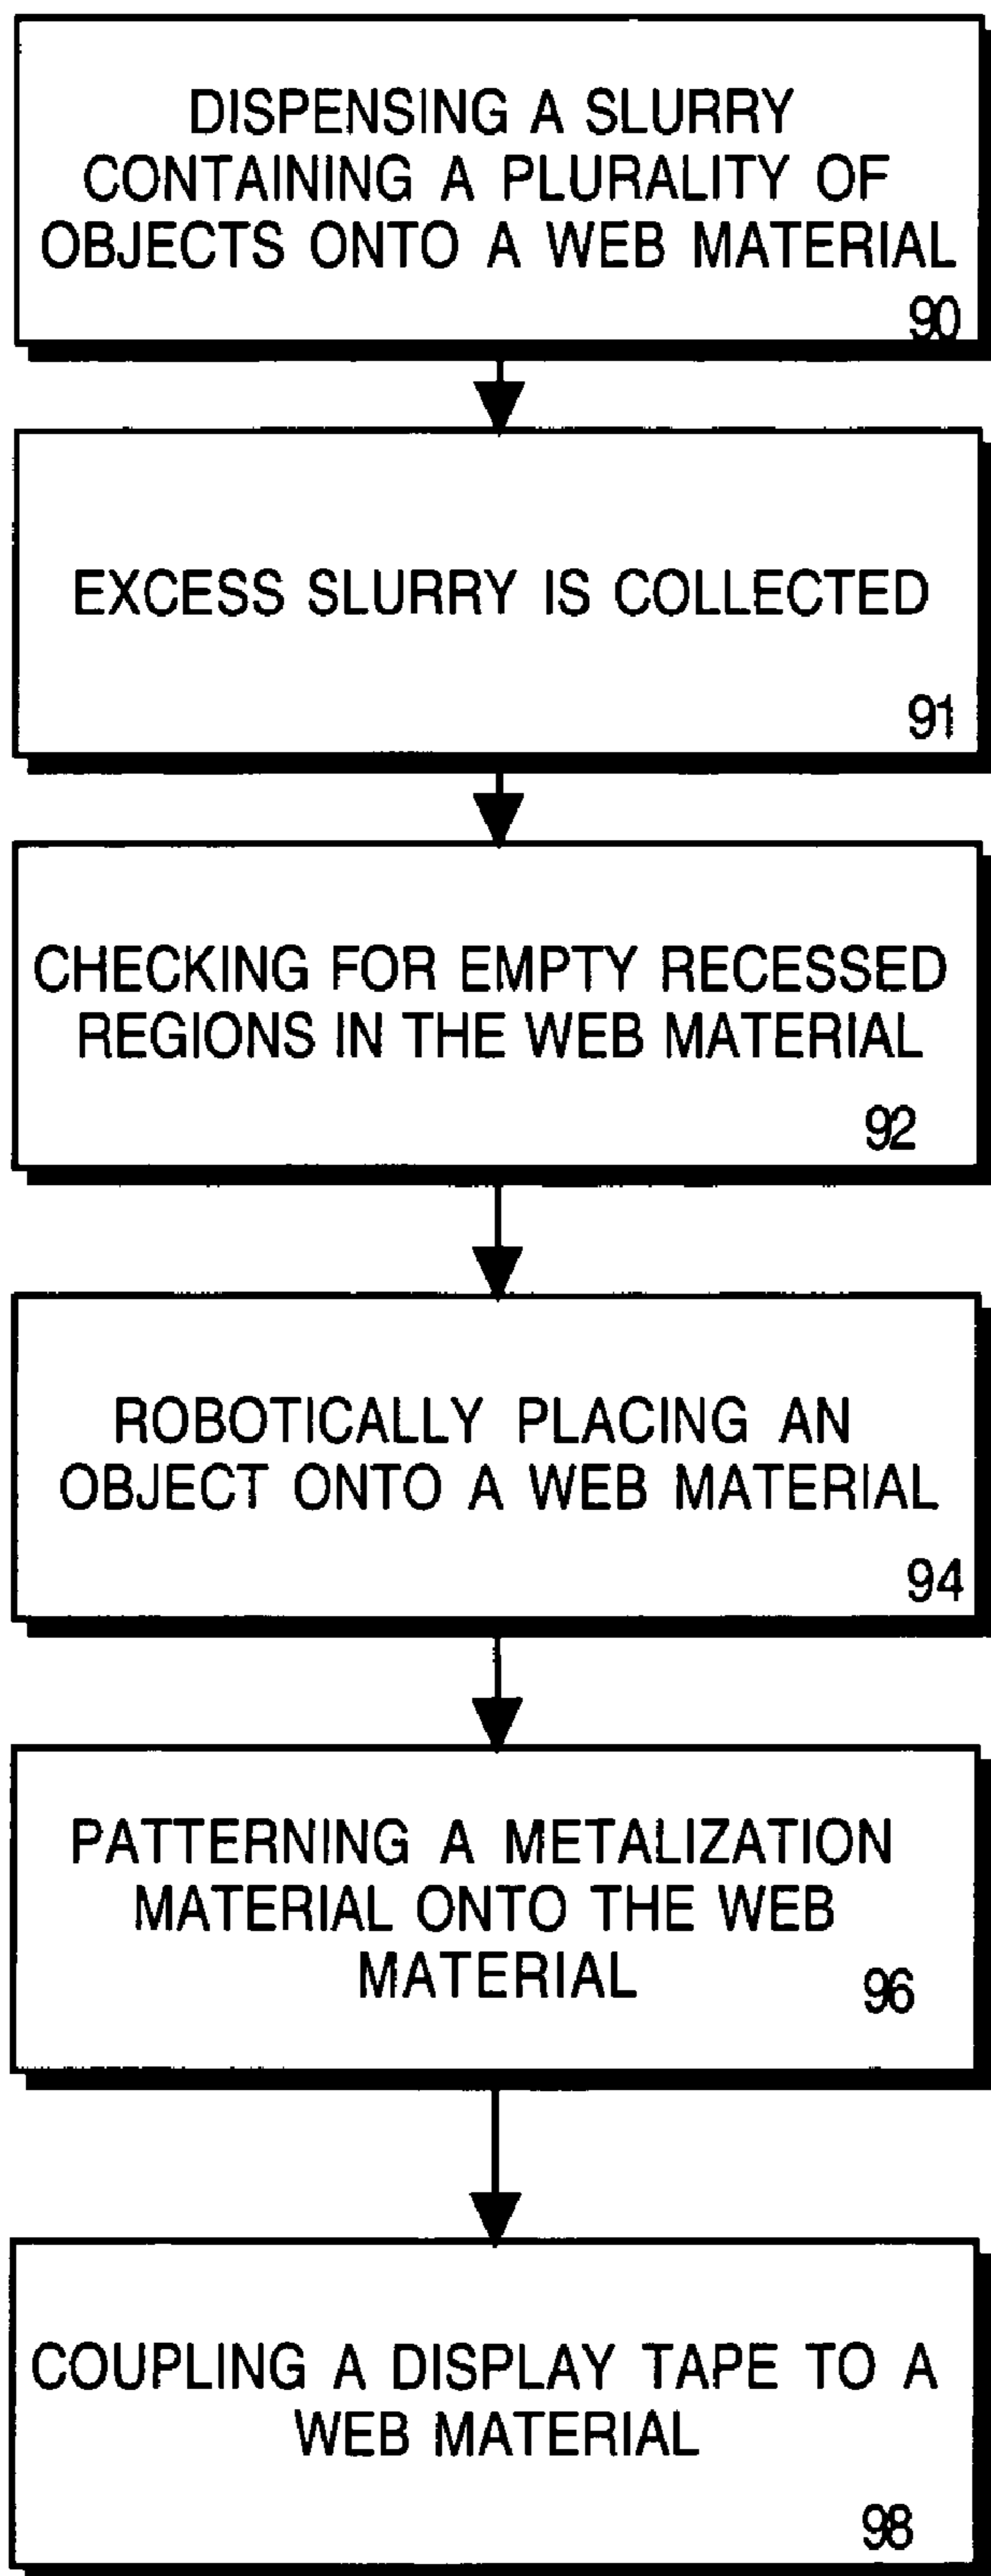 DISPENSING A SLURRY
CONTAINING A PLURALITY OF
OBJECTS ONTO A WEB MATERIAL
90
EXCESS SLURRY IS COLLECTED
91
CHECKING FOR EMPTY RECESSED
REGIONS IN THE WEB MATERIAL
92
ROBOTICALLY PLACING AN
OBJECT ONTO A WEB MATERIAL
94
PATTERNING A METALIZATION
MATERIAL ONTO THE WEB
MATERIAL
96
COUPLING A DISPLAY TAPE TO A
WEB MATERIAL
98